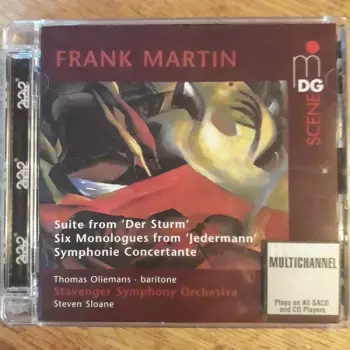 FRANK MARTIN
DG
SCENE
Suite from 'Der Sturm'
Six Monologues from 'Jedermann'
Symphonie Concertante
Thomas Oliemans · baritone
Stavanger Symphony Orchestra
Steven Sloane
MULTICHANNEL
Plays on All SACD
and CD Players